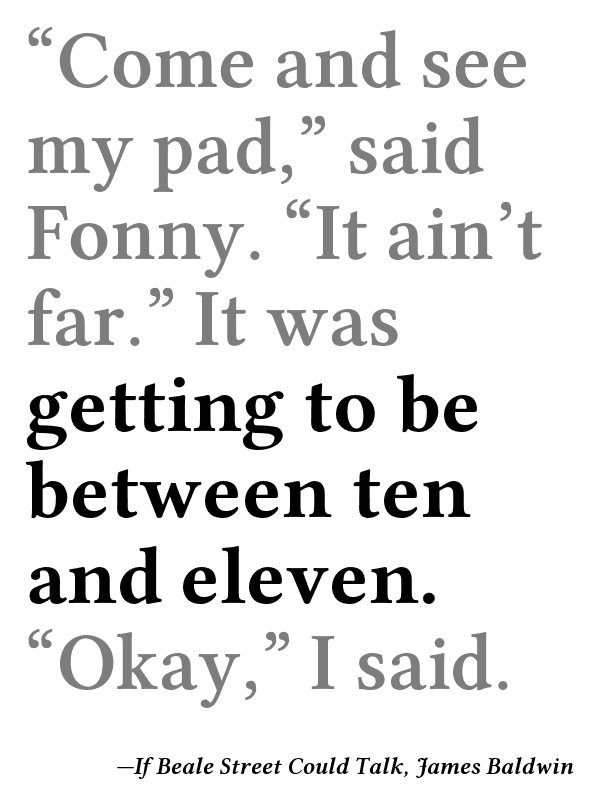 “Come and see
my pad,” said
Fonny. “It ain’t
far.” It was
getting to be
between ten
and eleven.
“Okay,” I said.
—If Beale Street Could Talk, James Baldwin